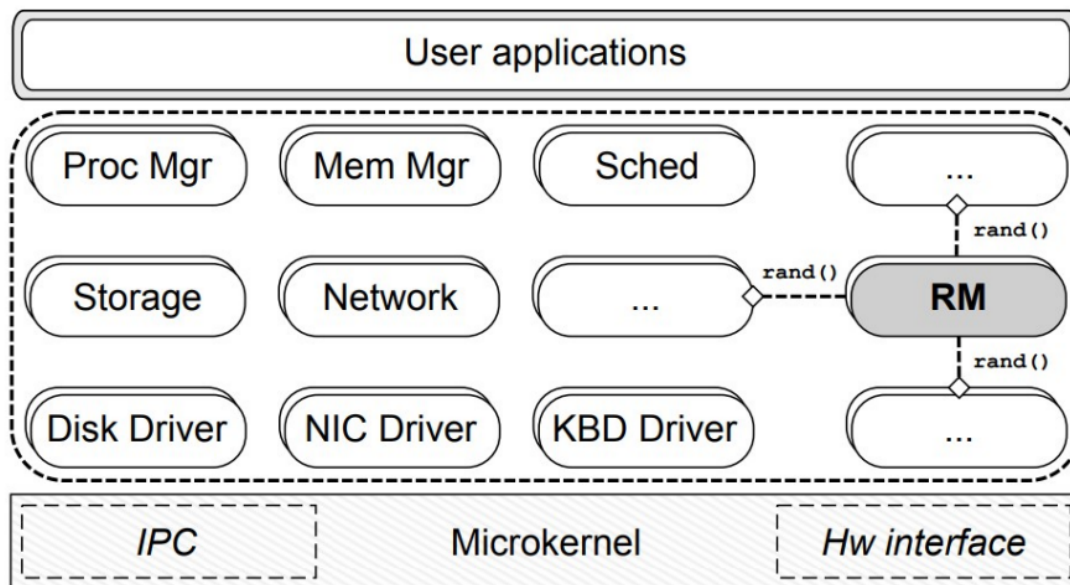 User applications
Proc Mgr
Mem Mgr
Sched
...
rand()
Storage
Network
...
rand()
RM
rand()
Disk Driver
NIC Driver
KBD Driver
...
IPC
Microkernel
Hw interface